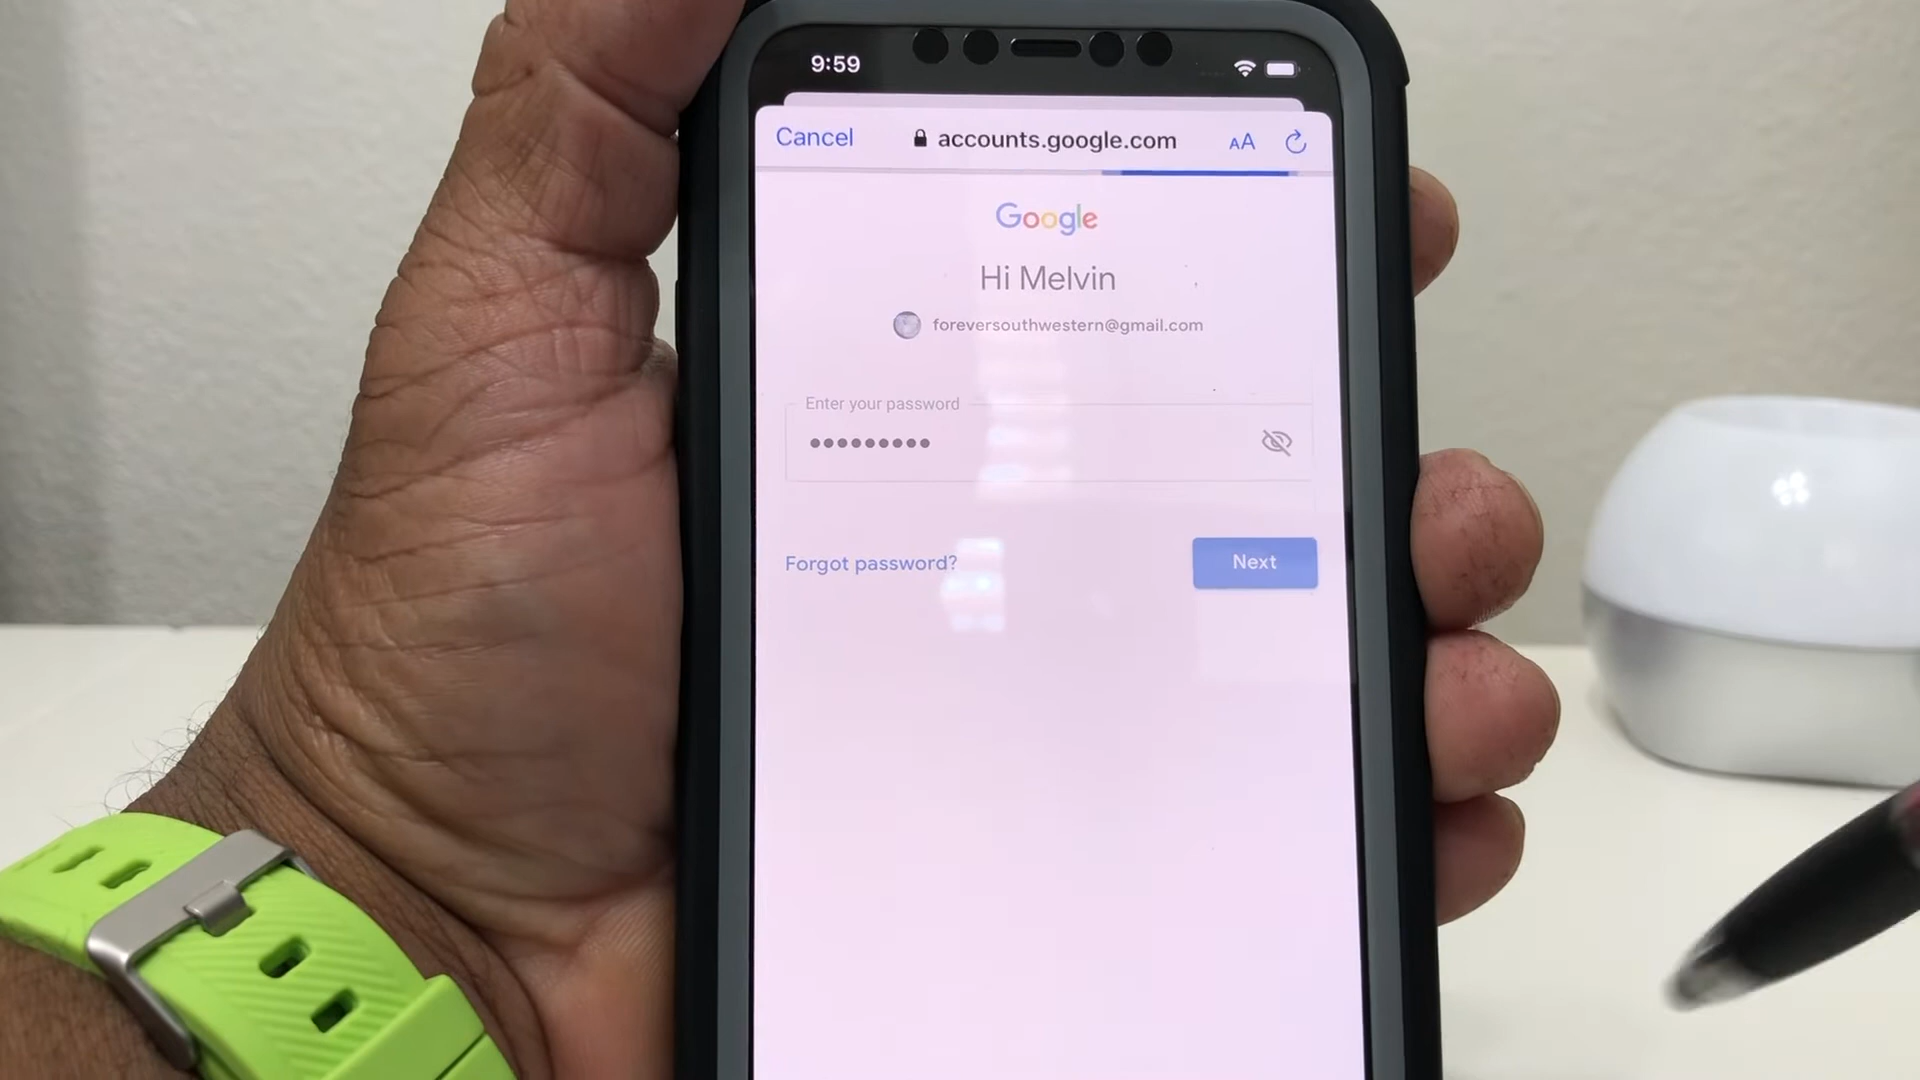 9:59
Cancel accounts.google.com AA
Google
Hi Melvin
foreversouthwestern@gmail.com
Enter your password
•••••••••
Forgot password? Next